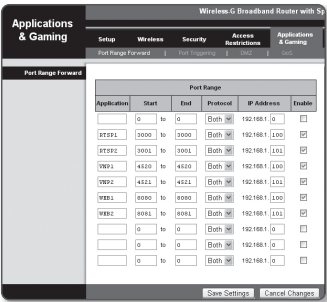 Wireless-G Broadband Router with Sp
Applications & Gaming
Setup Wireless Security Access Restrictions Applications & Gaming
Port Range Forward | Port Triggering | DMZ | QoS
Port Range Forward
Port Range
Application Start End Protocol IP Address Enable
0 to 0 Both 192.168.1. 0
RTSP1 3000 to 3000 Both 192.168.1. 100
RTSP2 3001 to 3001 Both 192.168.1. 101
VNP1 4520 to 4520 Both 192.168.1. 100
VNP2 4521 to 4521 Both 192.168.1. 101
WEB1 8080 to 8080 Both 192.168.1. 100
WEB2 8081 to 8081 Both 192.168.1. 101
0 to 0 Both 192.168.1. 0
0 to 0 Both 192.168.1. 0
0 to 0 Both 192.168.1. 0
Save Settings Cancel Changes